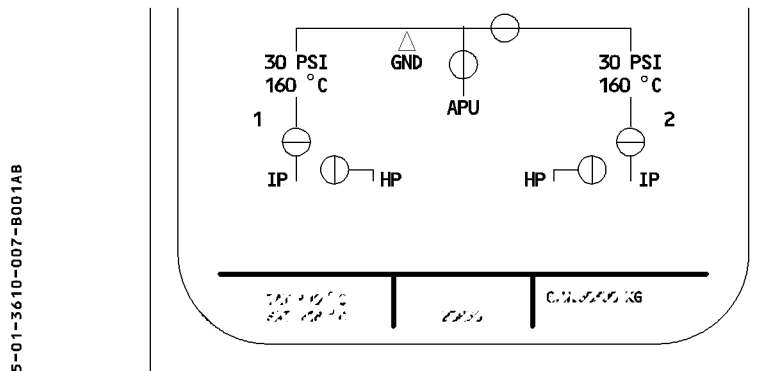 30 PSI
160 °C
GND
APU
30 PSI
160 °C
1
2
IP
HP
HP
IP
KG
5-01-3610-007-B001AB